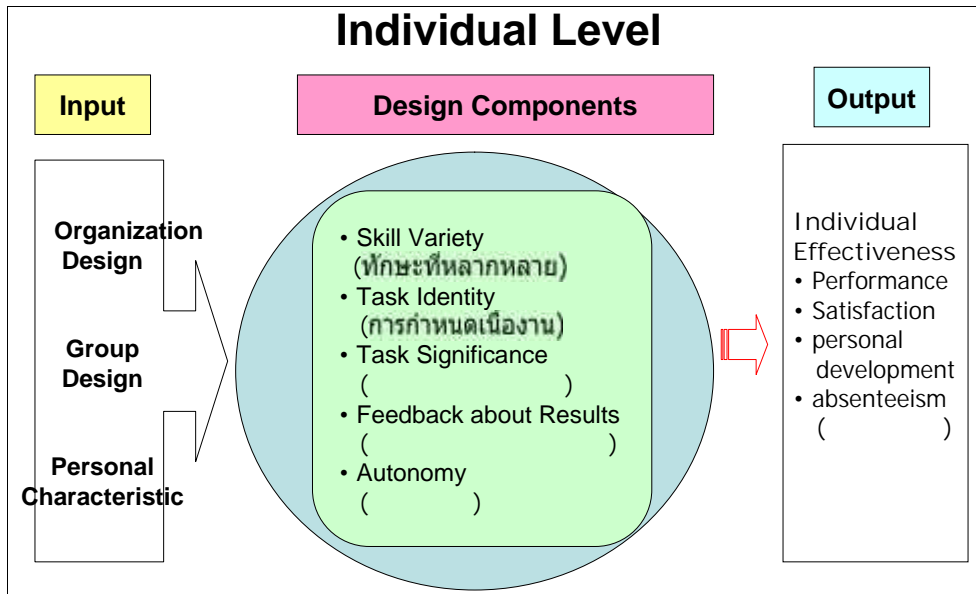 Individual Level
Input
Design Components
Output
Organization
Design
Group
Design
Personal
Characteristic
• Skill Variety
(ทักษะที่หลากหลาย)
• Task Identity
(การกำหนดเนื้องาน)
• Task Significance
( )
• Feedback about Results
( )
• Autonomy
( )
Individual
Effectiveness
• Performance
• Satisfaction
• personal
development
• absenteeism
( )